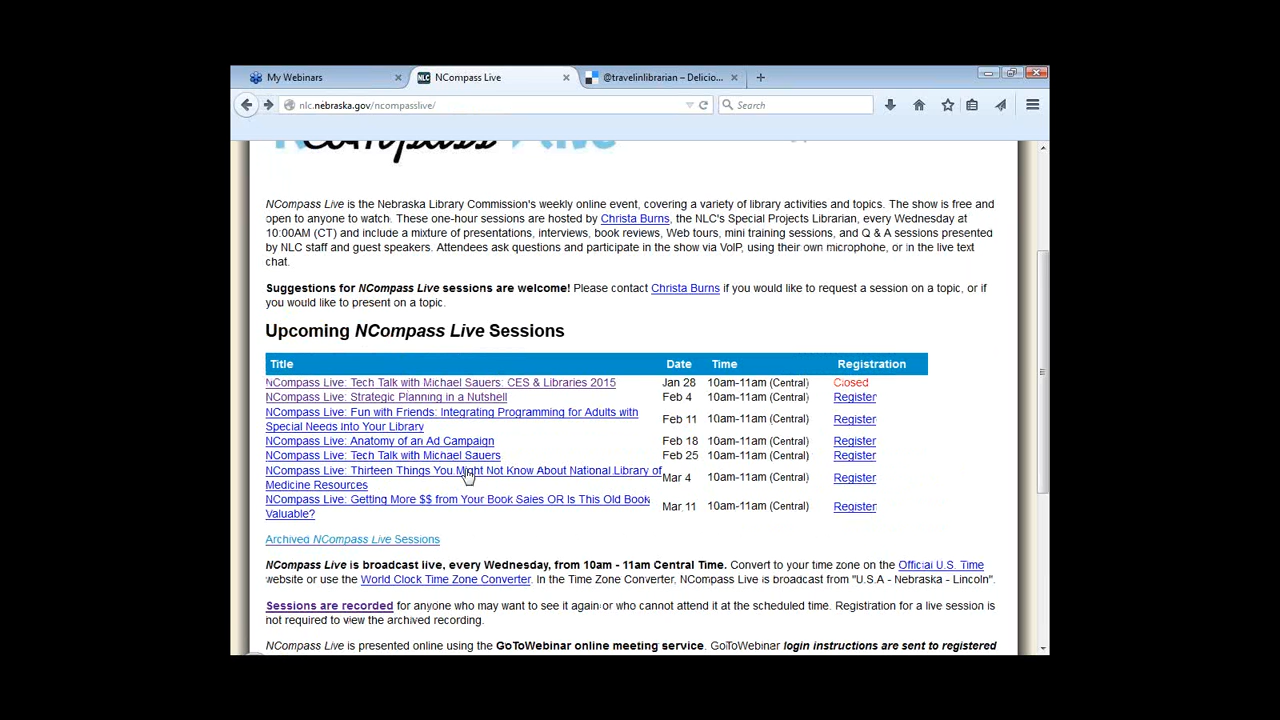 My Webinars
NCompass Live
@travelinlibrarian – Delicio...
nlc.nebraska.gov/ncompasslive/
Search
NCompass Live
NCompass Live is the Nebraska Library Commission's weekly online event, covering a variety of library activities and topics. The show is free and
open to anyone to watch. These one-hour sessions are hosted by Christa Burns, the NLC's Special Projects Librarian, every Wednesday at
10:00AM (CT) and include a mixture of presentations, interviews, book reviews, Web tours, mini training sessions, and Q & A sessions presented
by NLC staff and guest speakers. Attendees ask questions and participate in the show via VoIP, using their own microphone, or in the live text
chat.
Suggestions for NCompass Live sessions are welcome! Please contact Christa Burns if you would like to request a session on a topic, or if
you would like to present on a topic.
Upcoming NCompass Live Sessions
Title Date Time Registration
NCompass Live: Tech Talk with Michael Sauers: CES & Libraries 2015 Jan 28 10am-11am (Central) Closed
NCompass Live: Strategic Planning in a Nutshell Feb 4 10am-11am (Central) Register
NCompass Live: Fun with Friends: Integrating Programming for Adults with
Special Needs Into Your Library Feb 11 10am-11am (Central) Register
NCompass Live: Anatomy of an Ad Campaign Feb 18 10am-11am (Central) Register
NCompass Live: Tech Talk with Michael Sauers Feb 25 10am-11am (Central) Register
NCompass Live: Thirteen Things You Might Not Know About National Library of
Medicine Resources Mar 4 10am-11am (Central) Register
NCompass Live: Getting More $$ from Your Book Sales OR Is This Old Book
Valuable? Mar 11 10am-11am (Central) Register
Archived NCompass Live Sessions
NCompass Live is broadcast live, every Wednesday, from 10am - 11am Central Time. Convert to your time zone on the Official U.S. Time
website or use the World Clock Time Zone Converter. In the Time Zone Converter, NCompass Live is broadcast from "U.S.A - Nebraska - Lincoln".
Sessions are recorded for anyone who may want to see it again or who cannot attend it at the scheduled time. Registration for a live session is
not required to view the archived recording.
NCompass Live is presented online using the GoToWebinar online meeting service. GoToWebinar login instructions are sent to registered